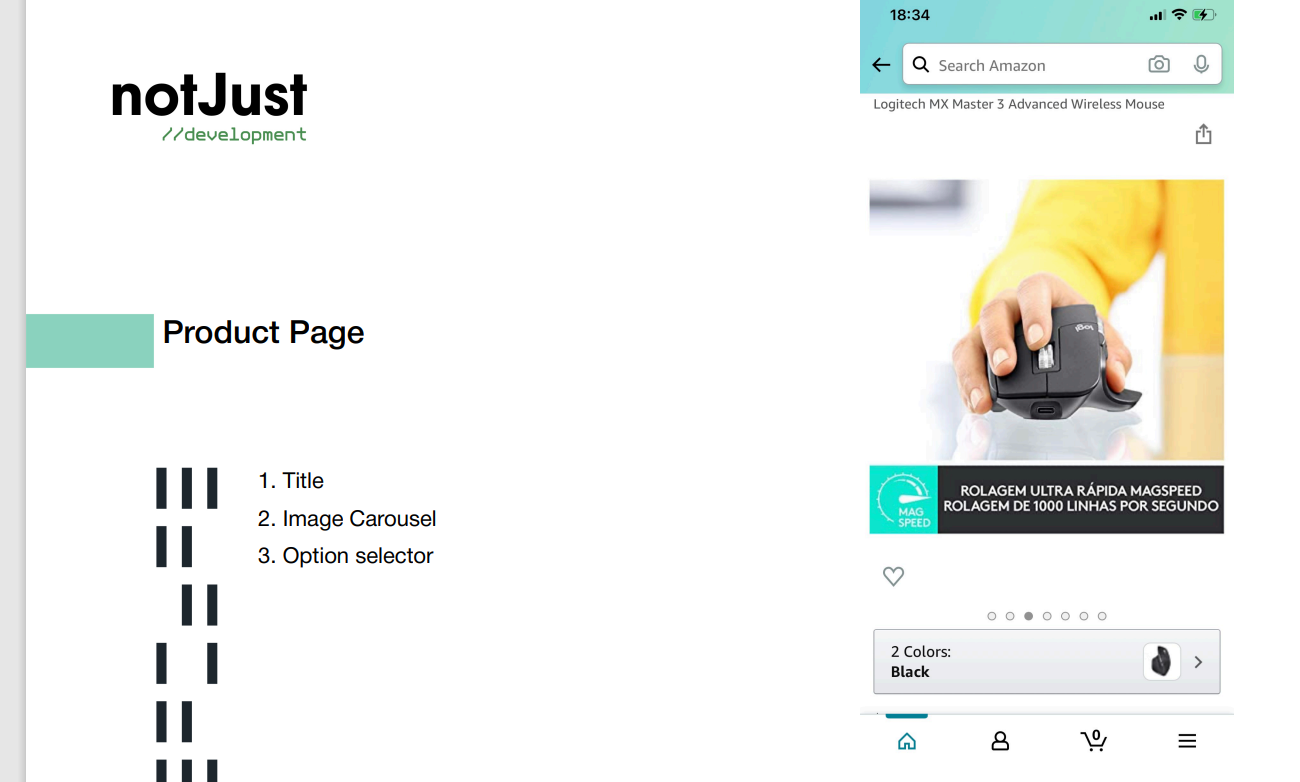 notJust
//development
Product Page
1. Title
2. Image Carousel
3. Option selector
18:34
Search Amazon
Logitech MX Master 3 Advanced Wireless Mouse
logi
MAG
SPEED
ROLAGEM ULTRA RÁPIDA MAGSPEED
ROLAGEM DE 1000 LINHAS POR SEGUNDO
2 Colors:
Black
0